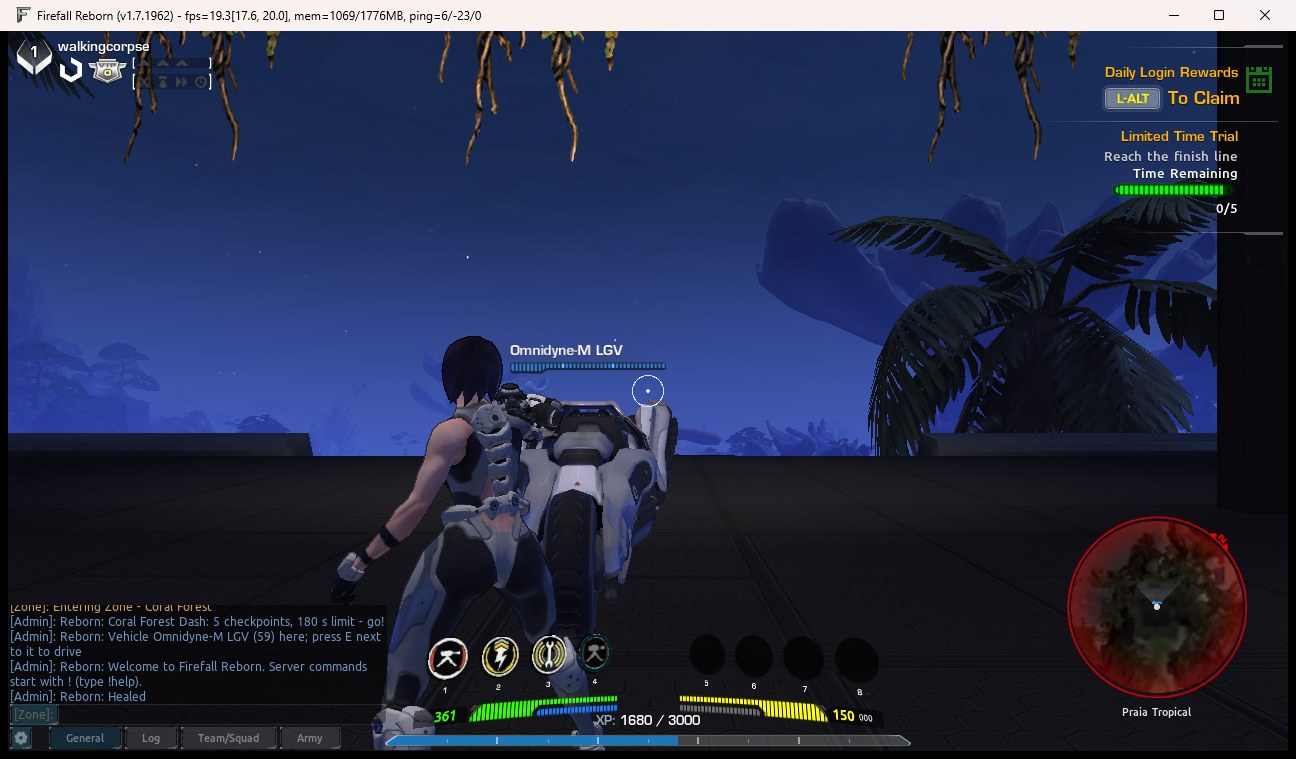 Firefall Reborn (v1.7.1962) - fps=19.3[17.6, 20.0], mem=1069/1776MB, ping=6/-23/0
1
walkingcorpse
VIP
Daily Login Rewards
L-ALT To Claim
Limited Time Trial
Reach the finish line
Time Remaining
0/5
Omnidyne-M LGV
N
[Zone]: Entering Zone - Coral Forest
[Admin]: Reborn: Coral Forest Dash: 5 checkpoints, 180 s limit - go!
[Admin]: Reborn: Vehicle Omnidyne-M LGV (59) here; press E next
to it to drive
[Admin]: Reborn: Welcome to Firefall Reborn. Server commands
start with ! (type !help).
[Admin]: Reborn: Healed
[Zone]:
General
Log
Team/Squad
Army
1 2 3 4 5 6 7 8
361
XP: 1680 / 3000
150 000
Praia Tropical